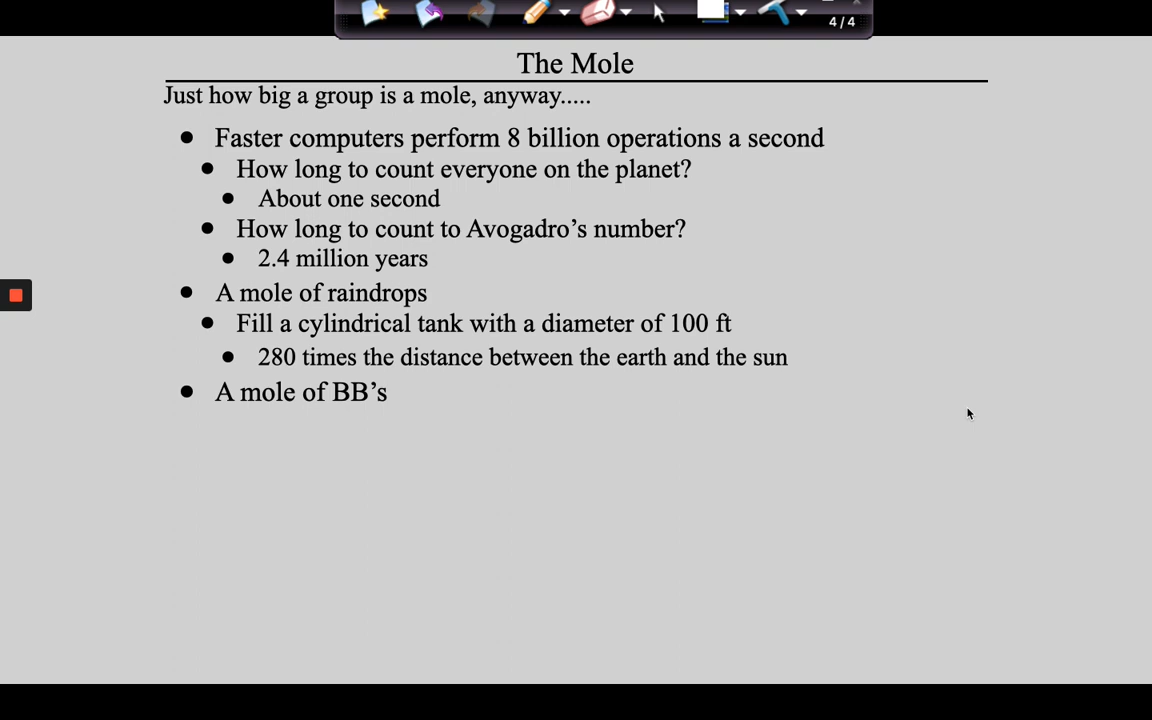 4/4
The Mole
Just how big a group is a mole, anyway.....
● Faster computers perform 8 billion operations a second
● How long to count everyone on the planet?
● About one second
● How long to count to Avogadro’s number?
● 2.4 million years
● A mole of raindrops
● Fill a cylindrical tank with a diameter of 100 ft
● 280 times the distance between the earth and the sun
● A mole of BB’s